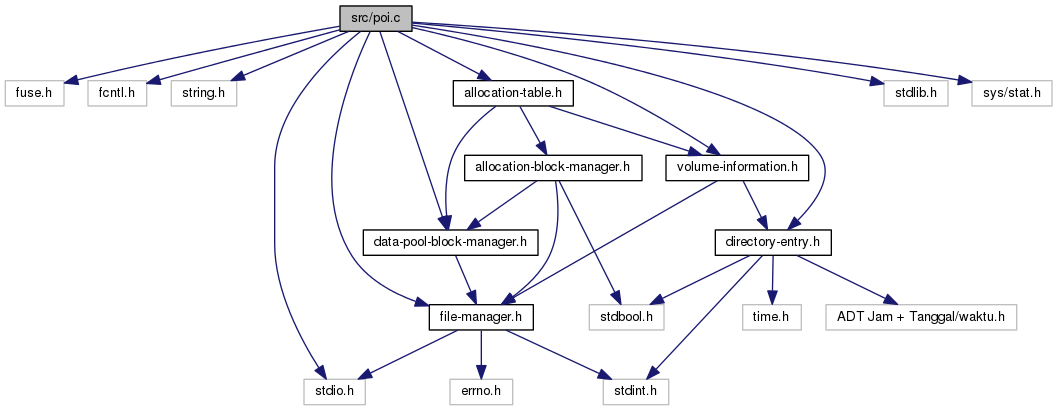 src/poi.c
fuse.h
fcntl.h
string.h
allocation-table.h
stdlib.h
sys/stat.h
allocation-block-manager.h
volume-information.h
data-pool-block-manager.h
directory-entry.h
file-manager.h
stdbool.h
time.h
ADT Jam + Tanggal/waktu.h
stdio.h
errno.h
stdint.h